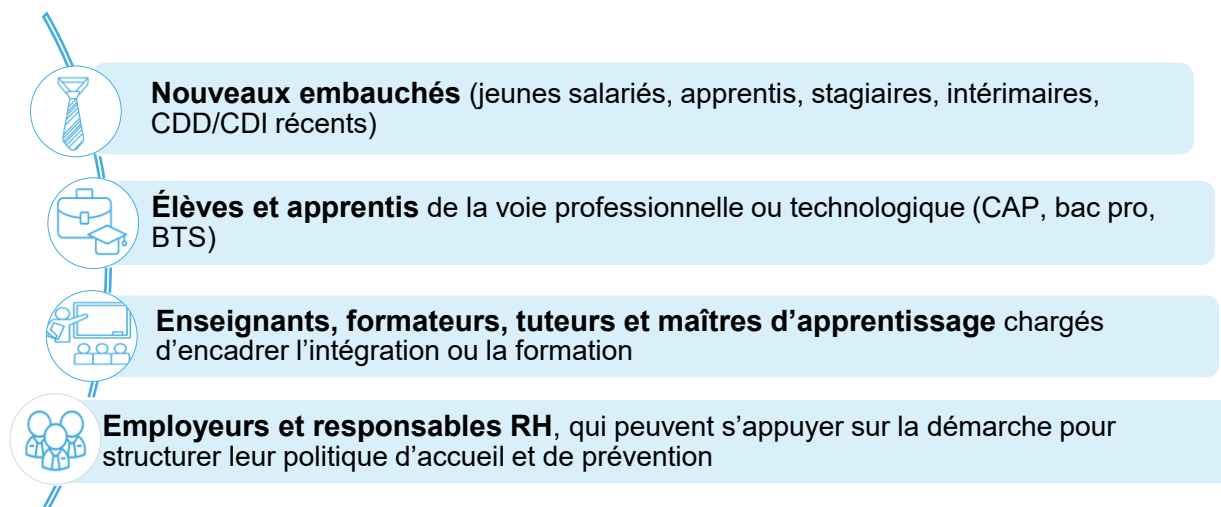 Nouveaux embauchés (jeunes salariés, apprentis, stagiaires, intérimaires,
CDD/CDI récents)
Élèves et apprentis de la voie professionnelle ou technologique (CAP, bac pro,
BTS)
Enseignants, formateurs, tuteurs et maîtres d’apprentissage chargés
d’encadrer l’intégration ou la formation
Employeurs et responsables RH, qui peuvent s’appuyer sur la démarche pour
structurer leur politique d’accueil et de prévention